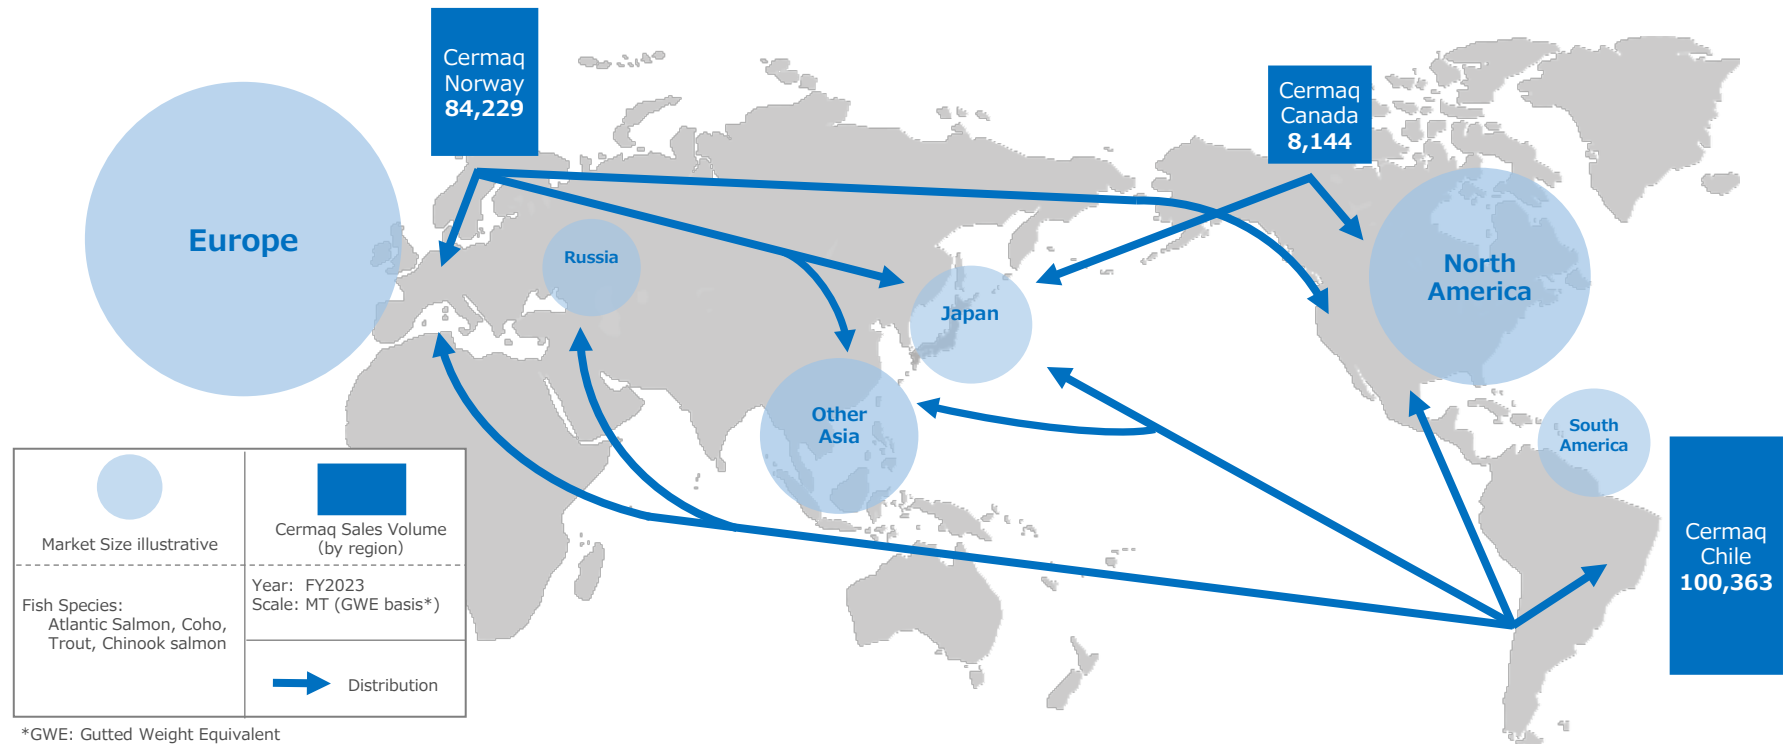 Cermaq
Norway
84,229
Cermaq
Canada
8,144
Europe
Russia
Japan
North
America
Other
Asia
South
America
Cermaq
Chile
100,363
Market Size illustrative
Cermaq Sales Volume
(by region)
Fish Species:
Atlantic Salmon, Coho,
Trout, Chinook salmon
Year: FY2023
Scale: MT (GWE basis*)
Distribution
*GWE: Gutted Weight Equivalent